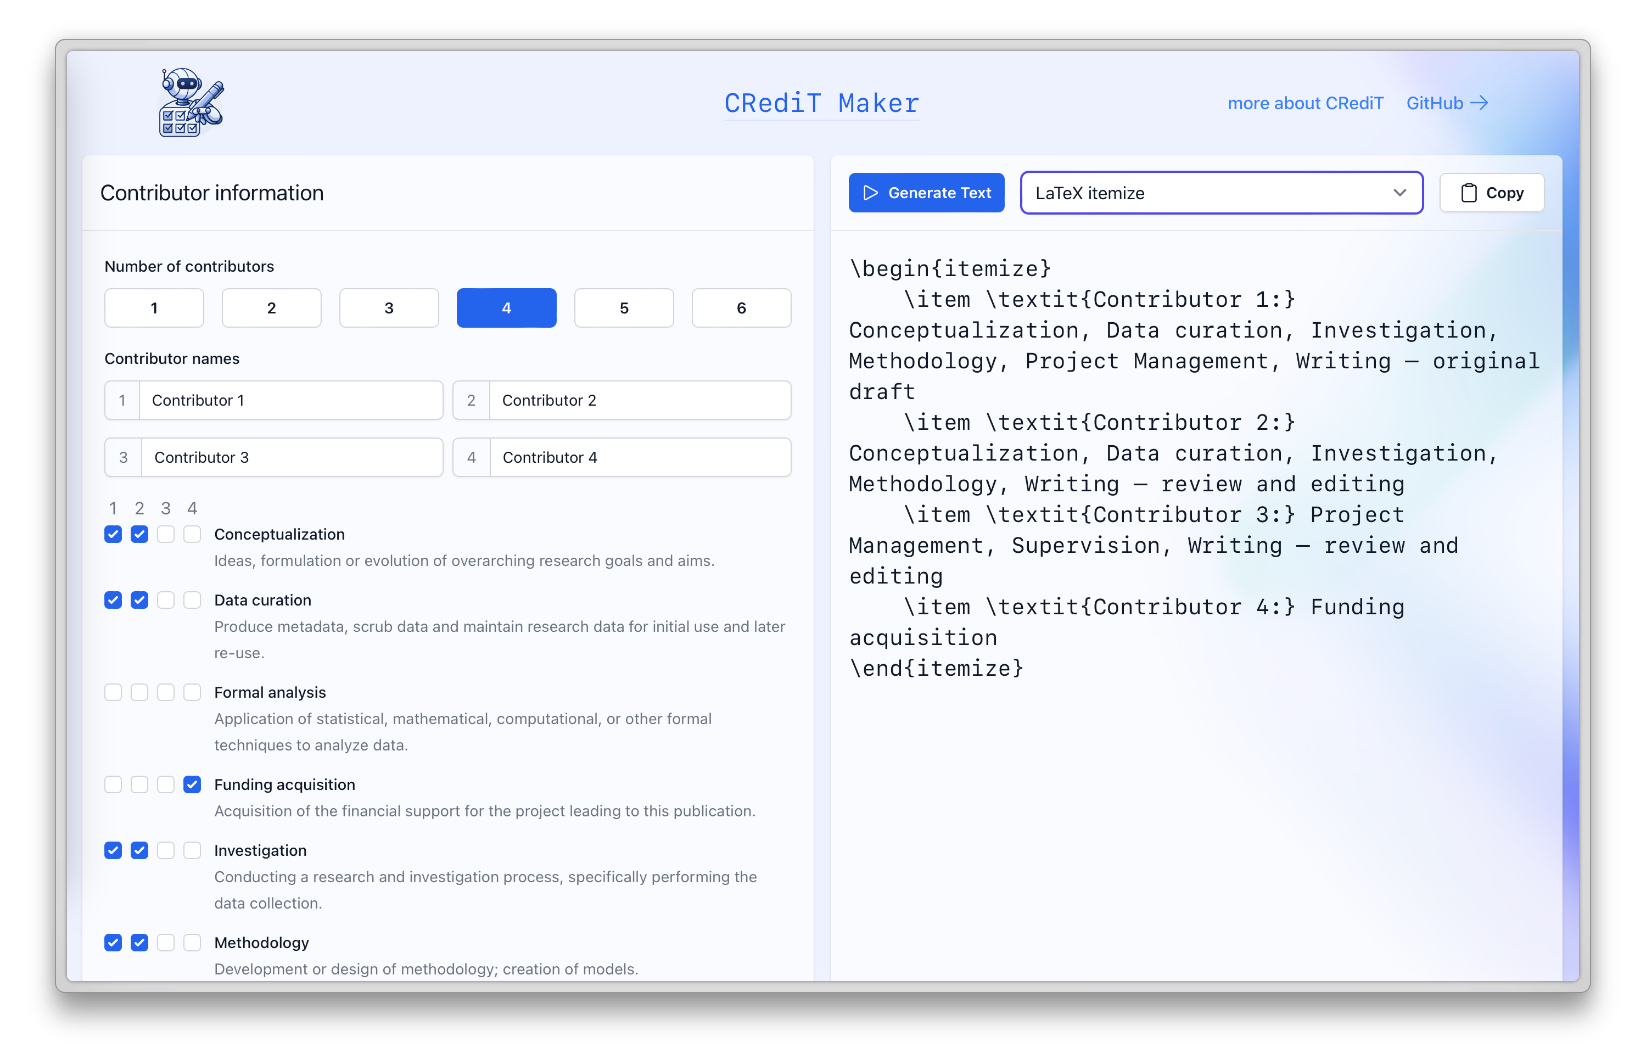 CRediT Maker
more about CRediT
GitHub →
Contributor information
Number of contributors
1 2 3 4 5 6
Contributor names
1 Contributor 1
2 Contributor 2
3 Contributor 3
4 Contributor 4
1 2 3 4
Conceptualization
Ideas, formulation or evolution of overarching research goals and aims.
Data curation
Produce metadata, scrub data and maintain research data for initial use and later
re-use.
Formal analysis
Application of statistical, mathematical, computational, or other formal
techniques to analyze data.
Funding acquisition
Acquisition of the financial support for the project leading to this publication.
Investigation
Conducting a research and investigation process, specifically performing the
data collection.
Methodology
Development or design of methodology; creation of models.
Generate Text
LaTeX itemize
Copy
\begin{itemize}
    \item \textit{Contributor 1:}
Conceptualization, Data curation, Investigation,
Methodology, Project Management, Writing – original
draft
    \item \textit{Contributor 2:}
Conceptualization, Data curation, Investigation,
Methodology, Writing – review and editing
    \item \textit{Contributor 3:} Project
Management, Supervision, Writing – review and
editing
    \item \textit{Contributor 4:} Funding
acquisition
\end{itemize}